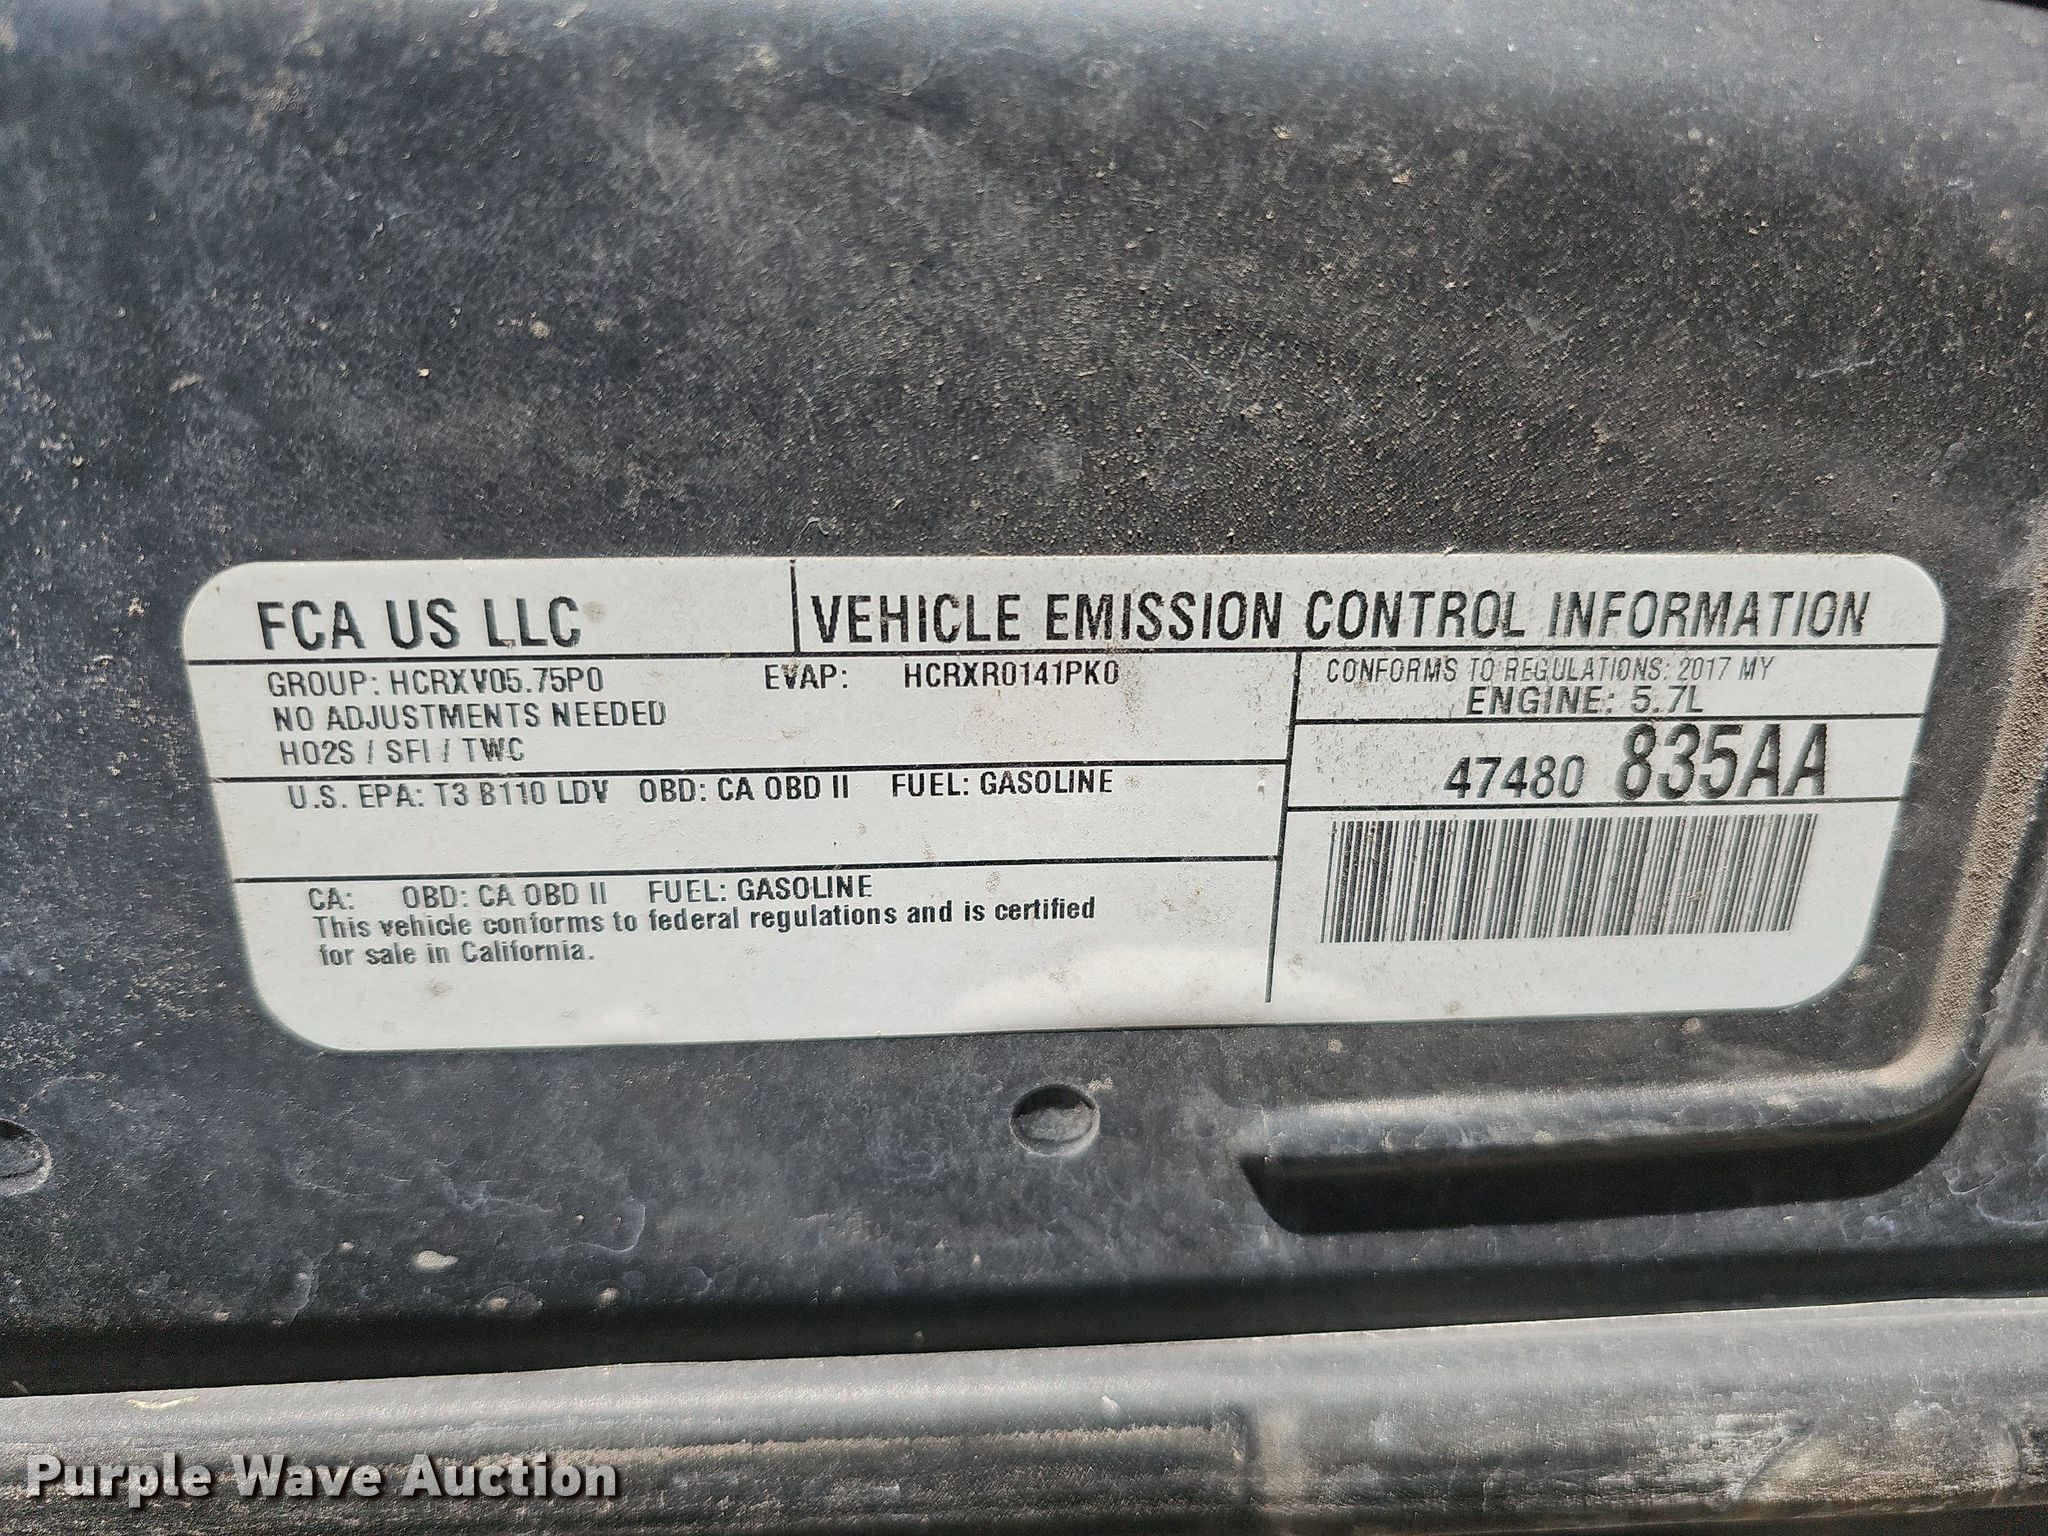 FCA US LLC
VEHICLE EMISSION CONTROL INFORMATION
GROUP: HCRXV05.75P0 EVAP: HCRXR0141PK0
NO ADJUSTMENTS NEEDED
HO2S / SFI / TWC
CONFORMS TO REGULATIONS: 2017 MY
ENGINE: 5.7L
47480 835AA
U.S. EPA: T3 B110 LDV OBD: CA OBD II FUEL: GASOLINE
CA: OBD: CA OBD II FUEL: GASOLINE
This vehicle conforms to federal regulations and is certified
for sale in California.
Purple Wave Auction